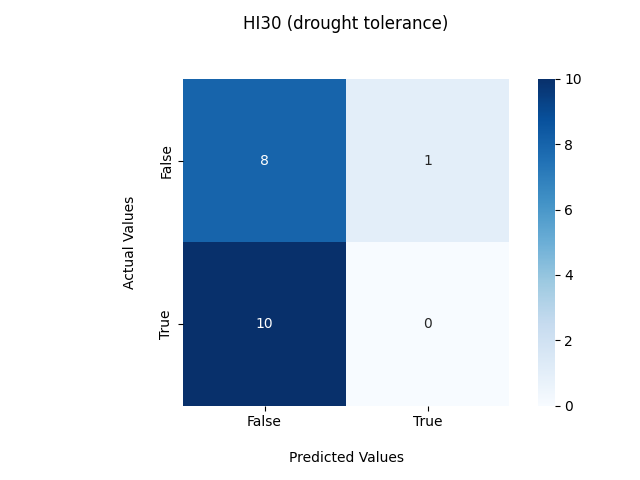 HI30 (drought tolerance)
False
8
1
True
10
0
False
True
Actual Values
Predicted Values
10
8
6
4
2
0